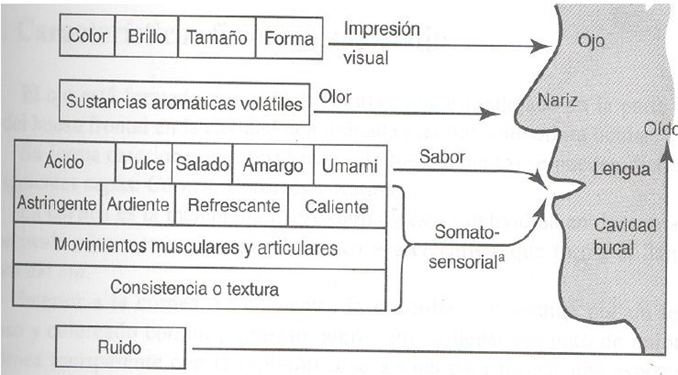 Color Brillo Tamaño Forma
Impresión
visual
Ojo
Sustancias aromáticas volátiles
Olor
Nariz
Oído
Ácido Dulce Salado Amargo Umami
Sabor
Lengua
Astringente Ardiente Refrescante Caliente
Movimientos musculares y articulares
Consistencia o textura
Somato-
sensorialª
Cavidad
bucal
Ruido